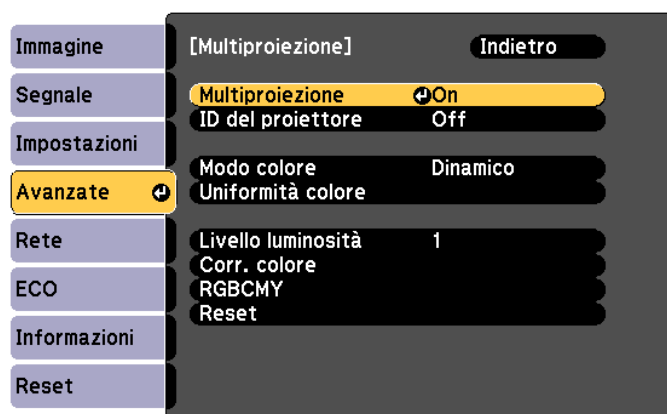 Immagine
Segnale
Impostazioni
Avanzate
Rete
ECO
Informazioni
Reset
[Multiproiezione] Indietro
Multiproiezione On
ID del proiettore Off
Modo colore Dinamico
Uniformità colore
Livello luminosità 1
Corr. colore
RGBCMY
Reset